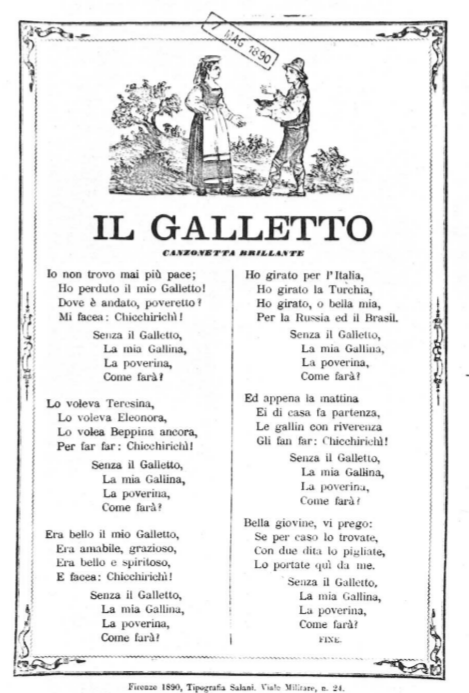 7 MAG 1890
IL GALLETTO
CANZONETTA BRILLANTE
Io non trovo mai più pace;
Ho perduto il mio Galletto!
Dove è andato, poveretto?
Mi facea: Chicchirichì!
Senza il Galletto,
La mia Gallina,
La poverina,
Come farà?
Lo voleva Teresina,
Lo voleva Eleonora,
Lo volea Beppina ancora,
Per far far: Chicchirichì!
Senza il Galletto,
La mia Gallina,
La poverina,
Come farà?
Era bello il mio Galletto,
Era amabile, grazioso,
Era bello e spiritoso,
E facea: Chicchirichì!
Senza il Galletto,
La mia Gallina,
La poverina,
Come farà?
Ho girato per l'Italia,
Ho girato la Turchia,
Ho girato, o bella mia,
Per la Russia ed il Brasil.
Senza il Galletto,
La mia Gallina,
La poverina,
Come farà?
Ed appena la mattina
Ei di casa fa partenza,
Le gallin con riverenza
Gli fan far: Chicchirichì!
Senza il Galletto,
La mia Gallina,
La poverina,
Come farà?
Bella giovine, vi prego:
Se per caso lo trovate,
Con due dita lo pigliate,
Lo portate quì da me.
Senza il Galletto,
La mia Gallina,
La poverina,
Come farà?
FINE.
Firenze 1890, Tipografia Salani. Viale Militare, n. 24.